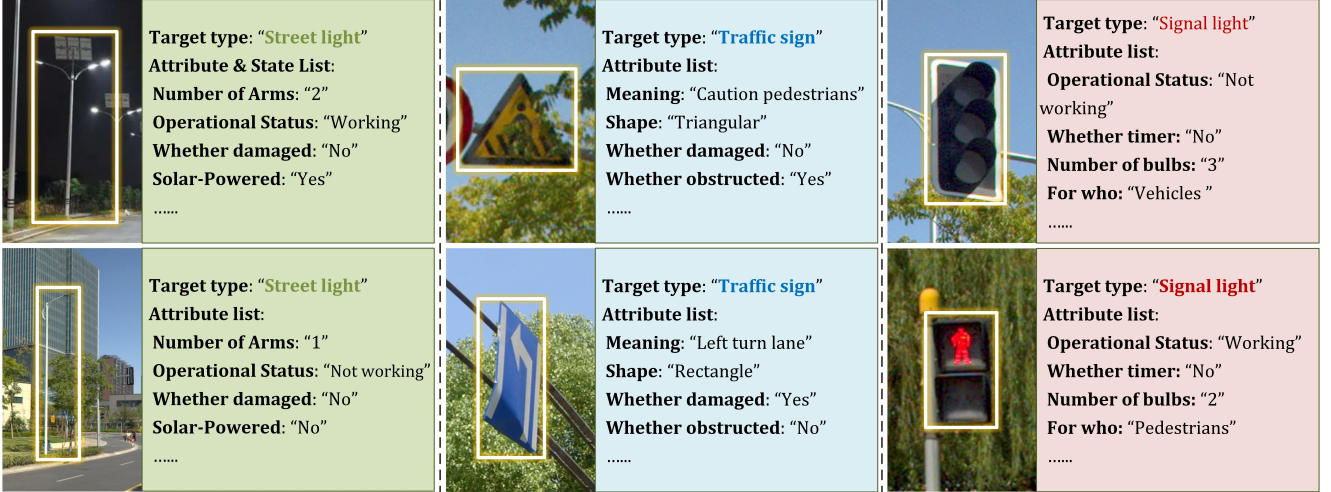 Target type: “Street light”
Attribute & State List:
Number of Arms: “2”
Operational Status: “Working”
Whether damaged: “No”
Solar-Powered: “Yes”
......
Target type: “Traffic sign”
Attribute list:
Meaning: “Caution pedestrians”
Shape: “Triangular”
Whether damaged: “No”
Whether obstructed: “Yes”
......
Target type: “Signal light”
Attribute list:
Operational Status: “Not
working”
Whether timer: “No”
Number of bulbs: “3”
For who: “Vehicles ”
......
Target type: “Street light”
Attribute list:
Number of Arms: “1”
Operational Status: “Not working”
Whether damaged: “No”
Solar-Powered: “No”
......
Target type: “Traffic sign”
Attribute list:
Meaning: “Left turn lane”
Shape: “Rectangle”
Whether damaged: “Yes”
Whether obstructed: “No”
......
Target type: “Signal light”
Attribute list:
Operational Status: “Working”
Whether timer: “No”
Number of bulbs: “2”
For who: “Pedestrians”
......